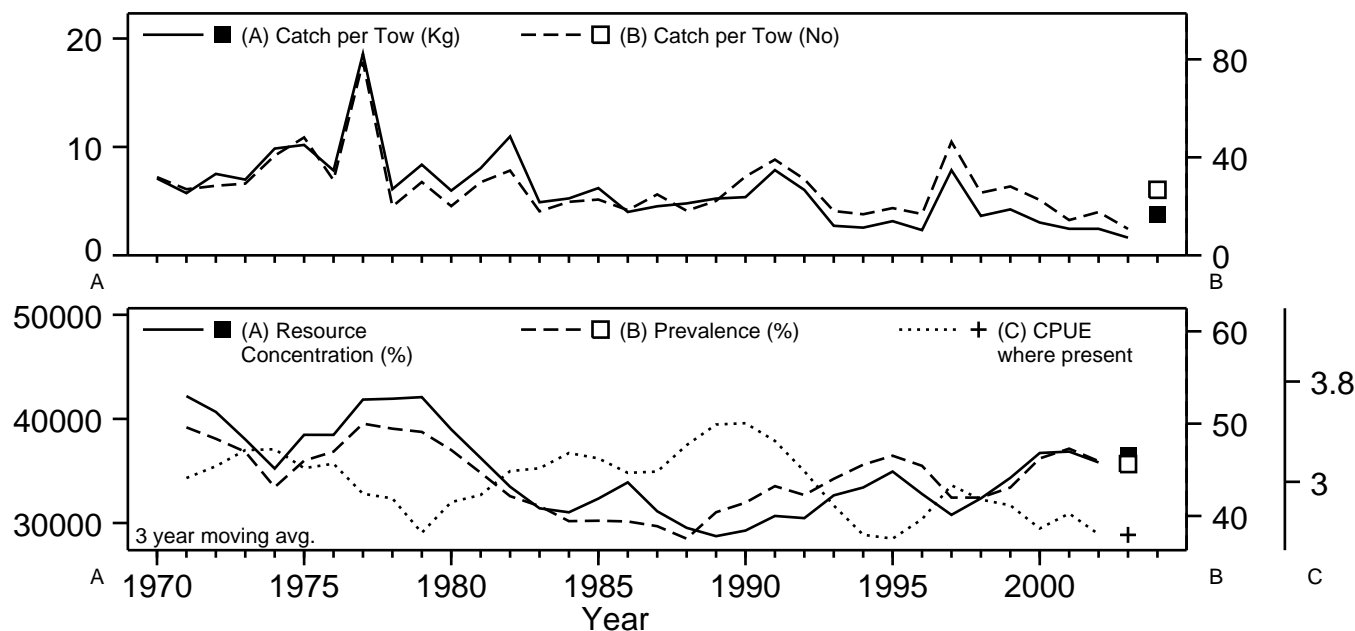 (A) Catch per Tow (Kg)
(B) Catch per Tow (No)
20
10
0
80
40
0
A
B
(A) Resource
Concentration (%)
(B) Prevalence (%)
(C) CPUE
where present
50000
40000
30000
60
50
40
3.8
3
3 year moving avg.
A
B
C
1970
1975
1980
1985
1990
1995
2000
Year